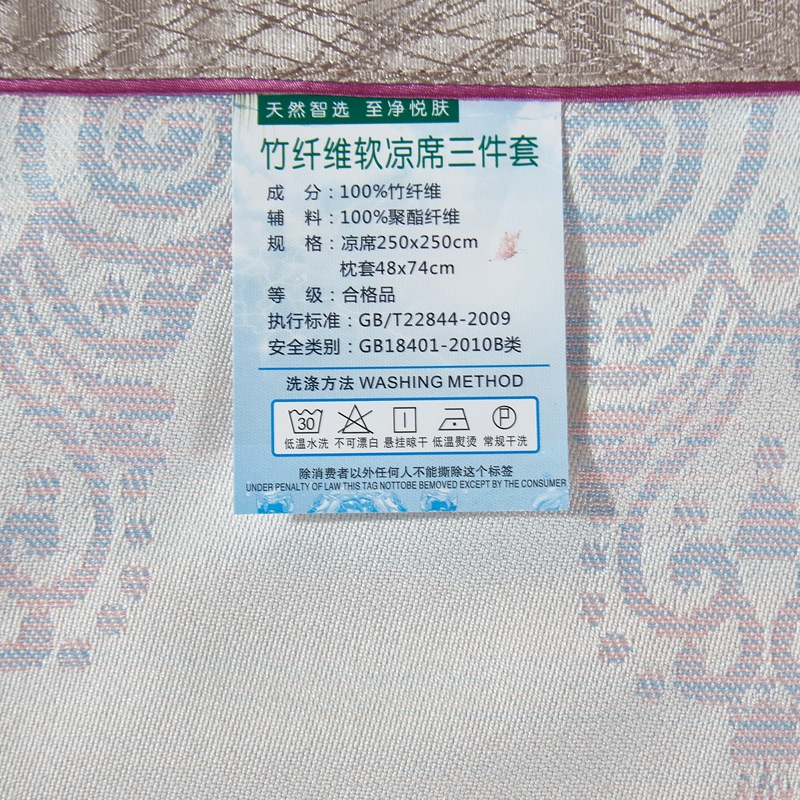 天然智选 至净悦肤
竹纤维软凉席三件套
成 分：100%竹纤维
辅 料：100%聚酯纤维
规 格：凉席250x250cm
枕套48x74cm
等 级：合格品
执行标准：GB/T22844-2009
安全类别：GB18401-2010B类
洗涤方法 WASHING METHOD
30 P
低温水洗 不可漂白 悬挂晾干 低温熨烫 常规干洗
除消费者以外任何人不能撕除这个标签
UNDER PENALTY OF LAW THIS TAG NOTTOBE BEMOVED EXCEPT BY THE CONSUMER